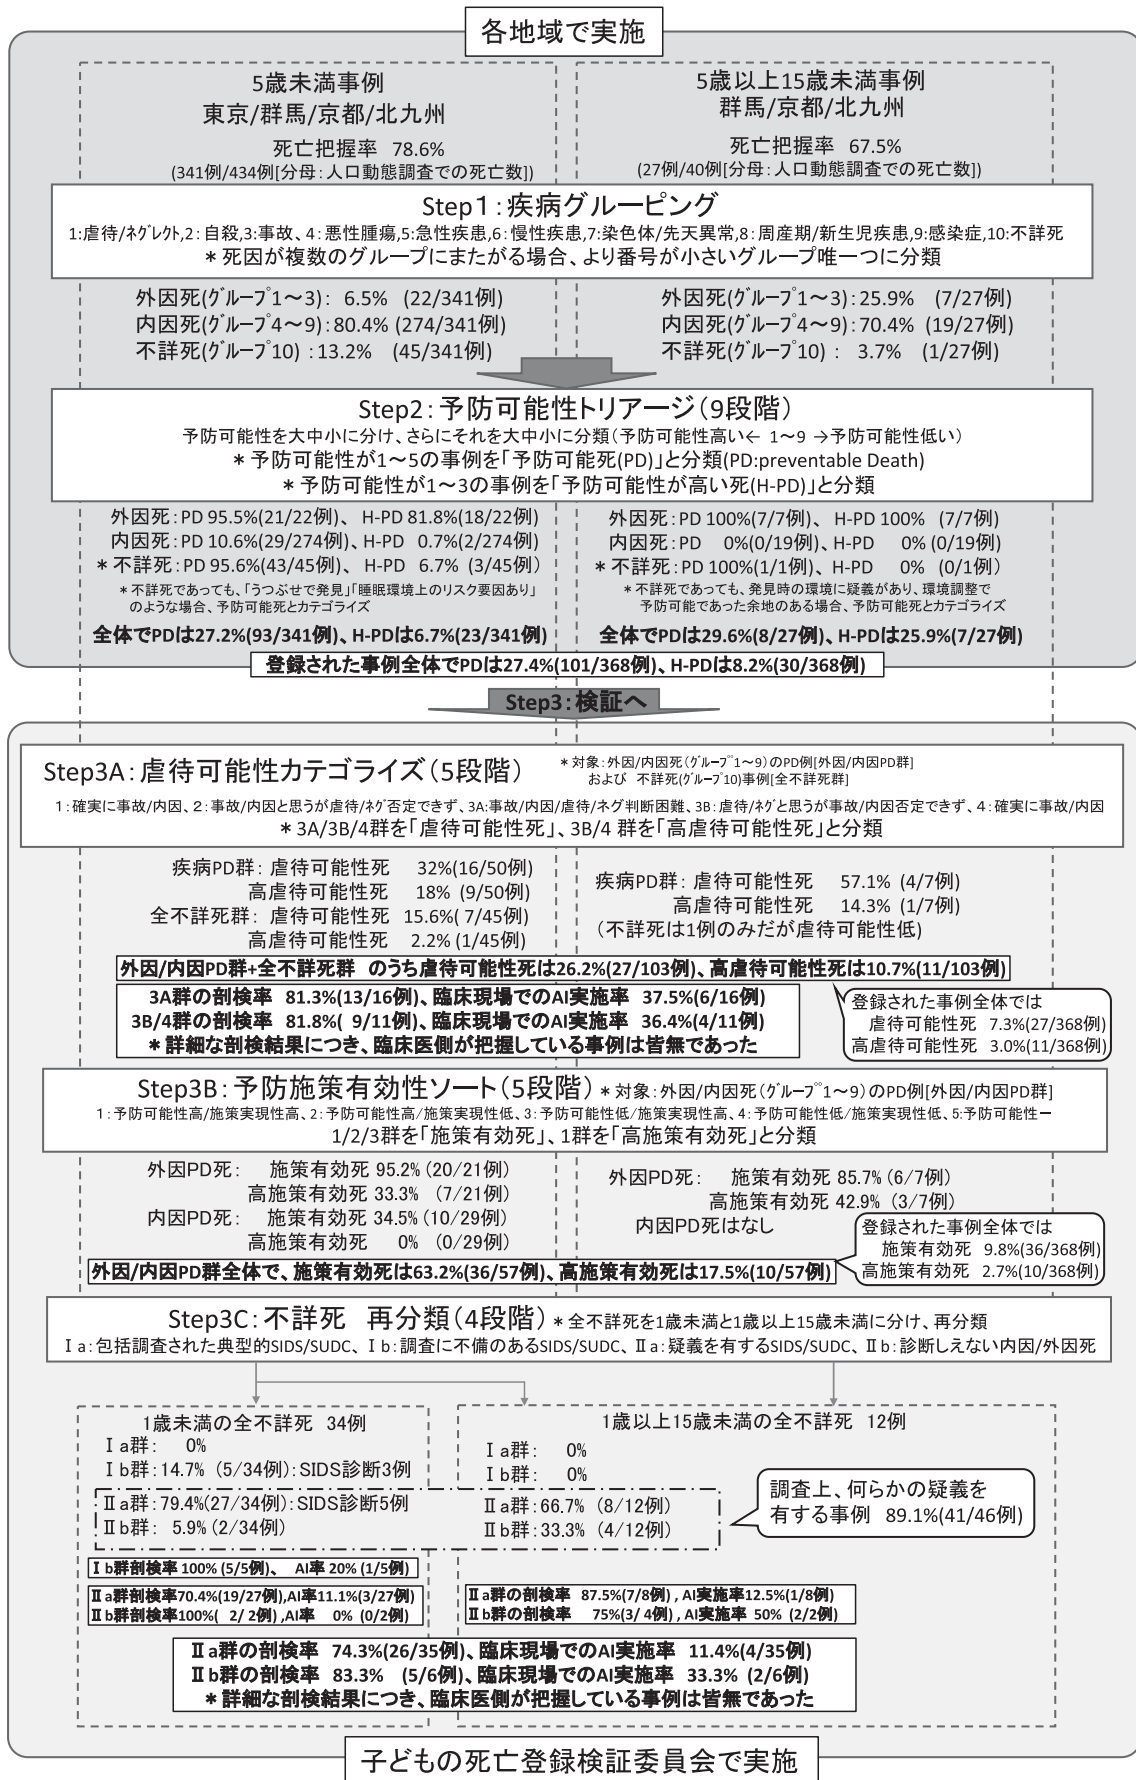 各地域で実施
5歳未満事例
東京/群馬/京都/北九州
死亡把握率 78.6%
(341例/434例[分母:人口動態調査での死亡数])
5歳以上15歳未満事例
群馬/京都/北九州
死亡把握率 67.5%
(27例/40例[分母:人口動態調査での死亡数])
Step1:疾病グルーピング
1:虐待/ネグレクト,2:自殺,3:事故、4:悪性腫瘍,5:急性疾患,6:慢性疾患,7:染色体/先天異常,8:周産期/新生児疾患,9:感染症,10:不詳死
*死因が複数のグループにまたがる場合、より番号が小さいグループ唯一つに分類
外因死(グループ1~3): 6.5% (22/341例)
内因死(グループ4~9):80.4% (274/341例)
不詳死(グループ10) :13.2% (45/341例)
外因死(グループ1~3):25.9% (7/27例)
内因死(グループ4~9):70.4% (19/27例)
不詳死(グループ10) : 3.7% (1/27例)
Step2:予防可能性トリアージ(9段階)
予防可能性を大中小に分け、さらにそれを大中小に分類(予防可能性高い← 1~9 →予防可能性低い)
*予防可能性が1~5の事例を「予防可能死(PD)」と分類(PD:preventable Death)
*予防可能性が1~3の事例を「予防可能性が高い死(H-PD)」と分類
外因死:PD 95.5%(21/22例)、 H-PD 81.8%(18/22例)
内因死:PD 10.6%(29/274例)、H-PD 0.7%(2/274例)
*不詳死:PD 95.6%(43/45例)、 H-PD 6.7% (3/45例)
*不詳死であっても、「うつぶせで発見」「睡眠環境上のリスク要因あり」
のような場合、予防可能死とカテゴライズ
全体でPDは27.2%(93/341例)、H-PDは6.7%(23/341例)
外因死:PD 100%(7/7例)、 H-PD 100% (7/7例)
内因死:PD 0%(0/19例)、H-PD 0% (0/19例)
*不詳死:PD 100%(1/1例)、 H-PD 0% (0/1例)
*不詳死であっても、発見時の環境に疑義があり、環境調整で
予防可能であった余地のある場合、予防可能死とカテゴライズ
全体でPDは29.6%(8/27例)、H-PDは25.9%(7/27例)
登録された事例全体でPDは27.4%(101/368例)、H-PDは8.2%(30/368例)
Step3:検証へ
Step3A:虐待可能性カテゴライズ(5段階)
*対象:外因/内因死(グループ1~9)のPD例[外因/内因PD群]
および 不詳死(グループ10)事例[全不詳死群]
1:確実に事故/内因、2:事故/内因と思うが虐待/ネグ否定できず、3A:事故/内因/虐待/ネグ判断困難、3B:虐待/ネグと思うが事故/内因否定できず、4:確実に事故/内因
*3A/3B/4群を「虐待可能性死」、3B/4 群を「高虐待可能性死」と分類
疾病PD群:虐待可能性死 32%(16/50例)
高虐待可能性死 18% (9/50例)
全不詳死群:虐待可能性死 15.6%( 7/45例)
高虐待可能性死 2.2% (1/45例)
疾病PD群:虐待可能性死 57.1% (4/7例)
高虐待可能性死 14.3% (1/7例)
(不詳死は1例のみだが虐待可能性低)
外因/内因PD群+全不詳死群 のうち虐待可能性死は26.2%(27/103例)、高虐待可能性死は10.7%(11/103例)
3A群の剖検率 81.3%(13/16例)、臨床現場でのAI実施率 37.5%(6/16例)
3B/4群の剖検率 81.8%( 9/11例)、臨床現場でのAI実施率 36.4%(4/11例)
*詳細な剖検結果につき、臨床医側が把握している事例は皆無であった
登録された事例全体では
虐待可能性死 7.3%(27/368例)
高虐待可能性死 3.0%(11/368例)
Step3B:予防施策有効性ソート(5段階) *対象:外因/内因死(グループ1~9)のPD例[外因/内因PD群]
1:予防可能性高/施策実現性高、2:予防可能性高/施策実現性低、3:予防可能性低/施策実現性高、4:予防可能性低/施策実現性低、5:予防可能性ー
1/2/3群を「施策有効死」、1群を「高施策有効死」と分類
外因PD死: 施策有効死 95.2% (20/21例)
高施策有効死 33.3% (7/21例)
内因PD死: 施策有効死 34.5% (10/29例)
高施策有効死 0% (0/29例)
外因PD死: 施策有効死 85.7% (6/7例)
高施策有効死 42.9% (3/7例)
内因PD死はなし
登録された事例全体では
施策有効死 9.8%(36/368例)
高施策有効死 2.7%(10/368例)
外因/内因PD群全体で、施策有効死は63.2%(36/57例)、高施策有効死は17.5%(10/57例)
Step3C:不詳死 再分類(4段階) *全不詳死を1歳未満と1歳以上15歳未満に分け、再分類
Ⅰa:包括調査された典型的SIDS/SUDC、Ⅰb:調査に不備のあるSIDS/SUDC、Ⅱa:疑義を有するSIDS/SUDC、Ⅱb:診断しえない内因/外因死
1歳未満の全不詳死 34例
Ⅰa群: 0%
Ⅰb群:14.7% (5/34例):SIDS診断3例
Ⅱa群:79.4%(27/34例):SIDS診断5例
Ⅱb群: 5.9% (2/34例)
1歳以上15歳未満の全不詳死 12例
Ⅰa群: 0%
Ⅰb群: 0%
Ⅱa群:66.7% (8/12例)
Ⅱb群:33.3% (4/12例)
調査上、何らかの疑義を
有する事例 89.1%(41/46例)
Ⅰb群剖検率 100% (5/5例)、 AI率 20% (1/5例)
Ⅱa群剖検率70.4%(19/27例),AI率11.1%(3/27例)
Ⅱb群剖検率100%( 2/ 2例),AI率 0% (0/2例)
Ⅱa群の剖検率 87.5%(7/8例) , AI実施率12.5%(1/8例)
Ⅱb群の剖検率 75%(3/ 4例) , AI実施率 50% (2/2例)
Ⅱa群の剖検率 74.3%(26/35例)、臨床現場でのAI実施率 11.4%(4/35例)
Ⅱb群の剖検率 83.3% (5/6例)、臨床現場でのAI実施率 33.3% (2/6例)
*詳細な剖検結果につき、臨床医側が把握している事例は皆無であった
子どもの死亡登録検証委員会で実施